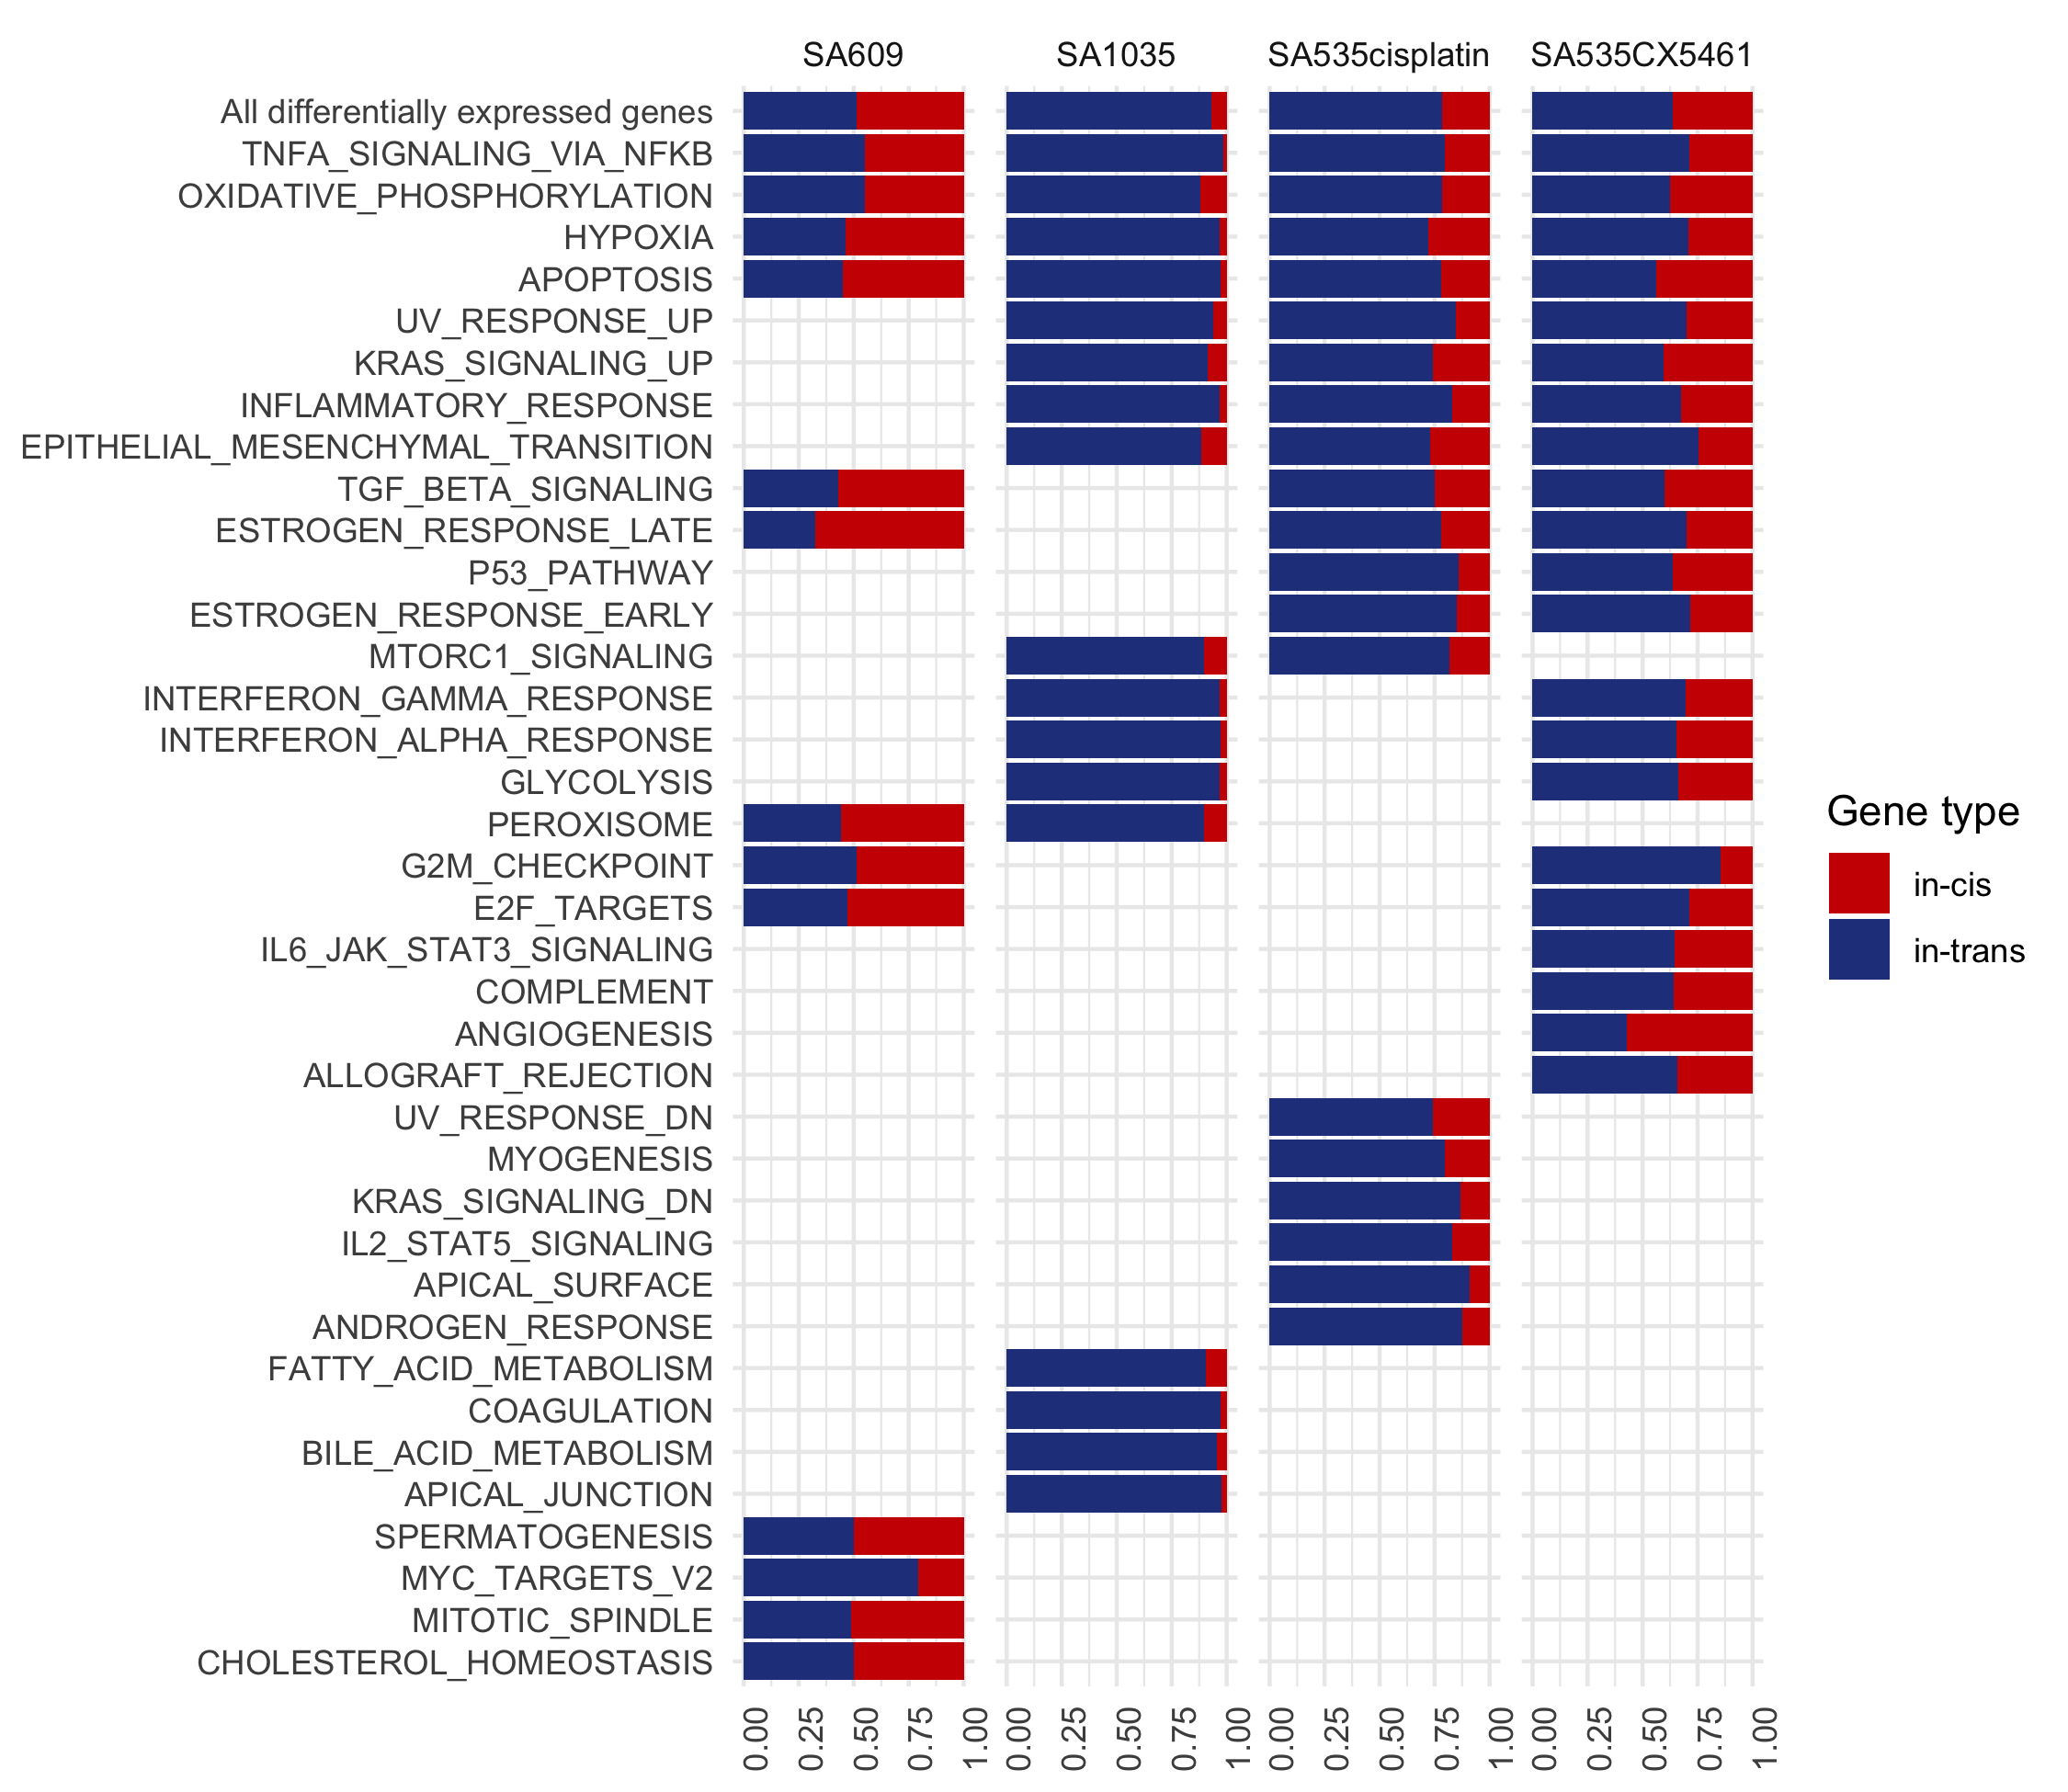 SA609 SA1035 SA535cisplatin SA535CX5461
All differentially expressed genes
TNFA_SIGNALING_VIA_NFKB
OXIDATIVE_PHOSPHORYLATION
HYPOXIA
APOPTOSIS
UV_RESPONSE_UP
KRAS_SIGNALING_UP
INFLAMMATORY_RESPONSE
EPITHELIAL_MESENCHYMAL_TRANSITION
TGF_BETA_SIGNALING
ESTROGEN_RESPONSE_LATE
P53_PATHWAY
ESTROGEN_RESPONSE_EARLY
MTORC1_SIGNALING
INTERFERON_GAMMA_RESPONSE
INTERFERON_ALPHA_RESPONSE
GLYCOLYSIS
PEROXISOME
G2M_CHECKPOINT
E2F_TARGETS
IL6_JAK_STAT3_SIGNALING
COMPLEMENT
ANGIOGENESIS
ALLOGRAFT_REJECTION
UV_RESPONSE_DN
MYOGENESIS
KRAS_SIGNALING_DN
IL2_STAT5_SIGNALING
APICAL_SURFACE
ANDROGEN_RESPONSE
FATTY_ACID_METABOLISM
COAGULATION
BILE_ACID_METABOLISM
APICAL_JUNCTION
SPERMATOGENESIS
MYC_TARGETS_V2
MITOTIC_SPINDLE
CHOLESTEROL_HOMEOSTASIS
0.00 0.25 0.50 0.75 1.00 0.00 0.25 0.50 0.75 1.00 0.00 0.25 0.50 0.75 1.00 0.00 0.25 0.50 0.75 1.00
Gene type
in-cis
in-trans